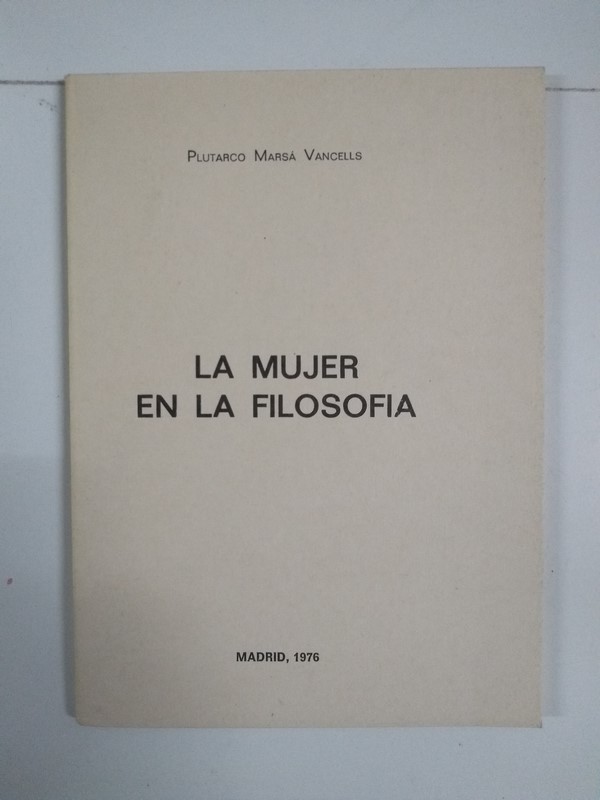 PLUTARCO MARSÁ VANCELLS
LA MUJER
EN LA FILOSOFIA
MADRID, 1976